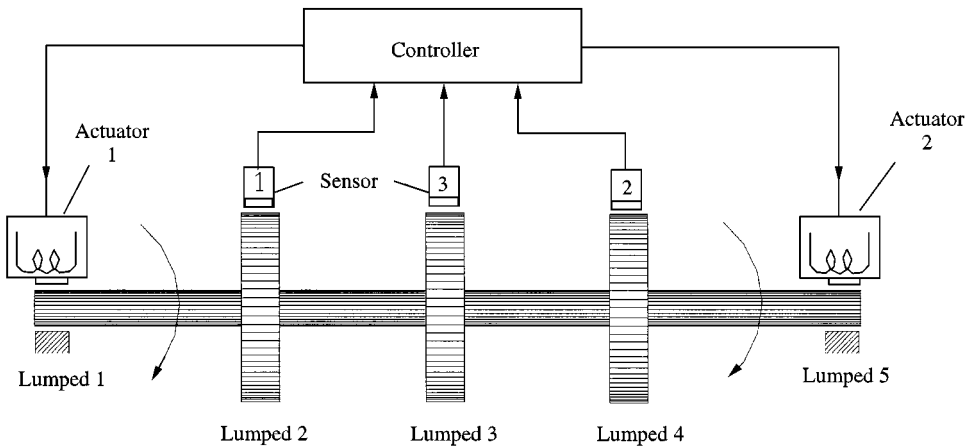 Controller
Actuator
1
Actuator
2
1
Sensor
3
2
Lumped 1
Lumped 5
Lumped 2
Lumped 3
Lumped 4